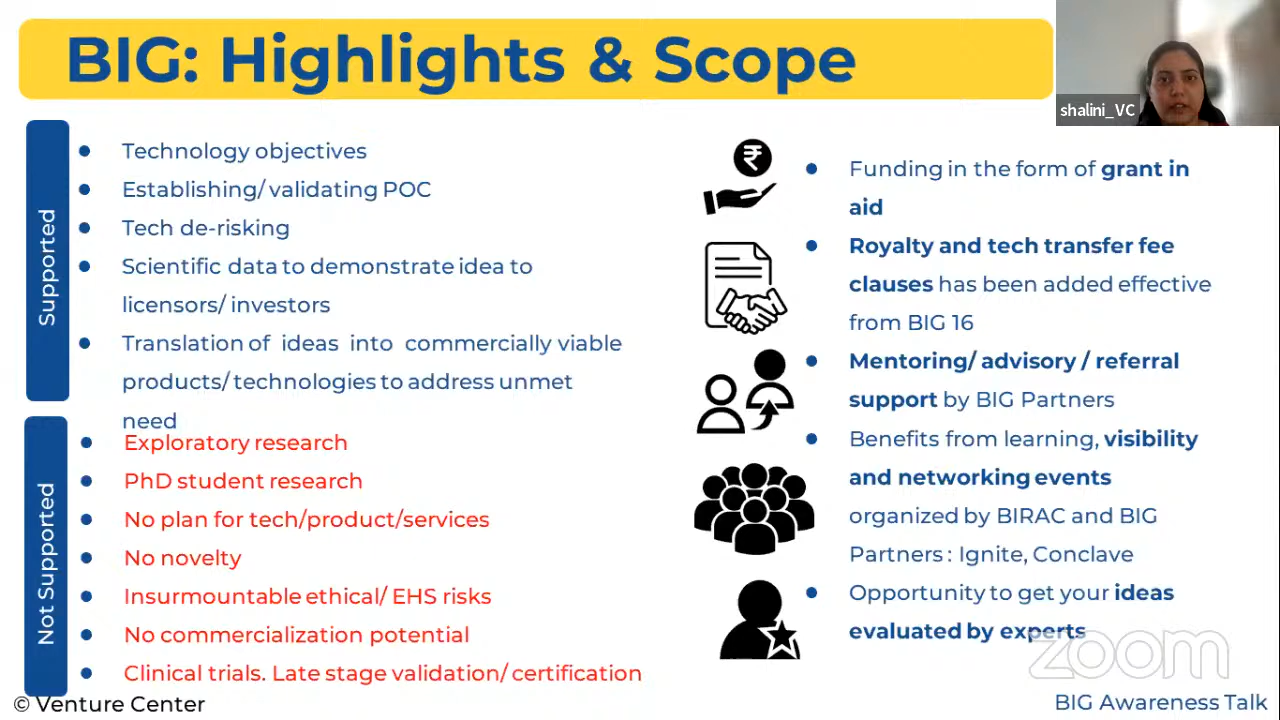 BIG: Highlights & Scope
shalini_VC
Supported
Technology objectives
Establishing/ validating POC
Tech de-risking
Scientific data to demonstrate idea to
licensors/ investors
Translation of ideas into commercially viable
products/ technologies to address unmet
need
Not Supported
Exploratory research
PhD student research
No plan for tech/product/services
No novelty
Insurmountable ethical/ EHS risks
No commercialization potential
Clinical trials. Late stage validation/ certification
₹
Funding in the form of grant in
aid
Royalty and tech transfer fee
clauses has been added effective
from BIG 16
Mentoring/ advisory / referral
support by BIG Partners
Benefits from learning, visibility
and networking events
organized by BIRAC and BIG
Partners : Ignite, Conclave
Opportunity to get your ideas
evaluated by experts
zoom
© Venture Center
BIG Awareness Talk